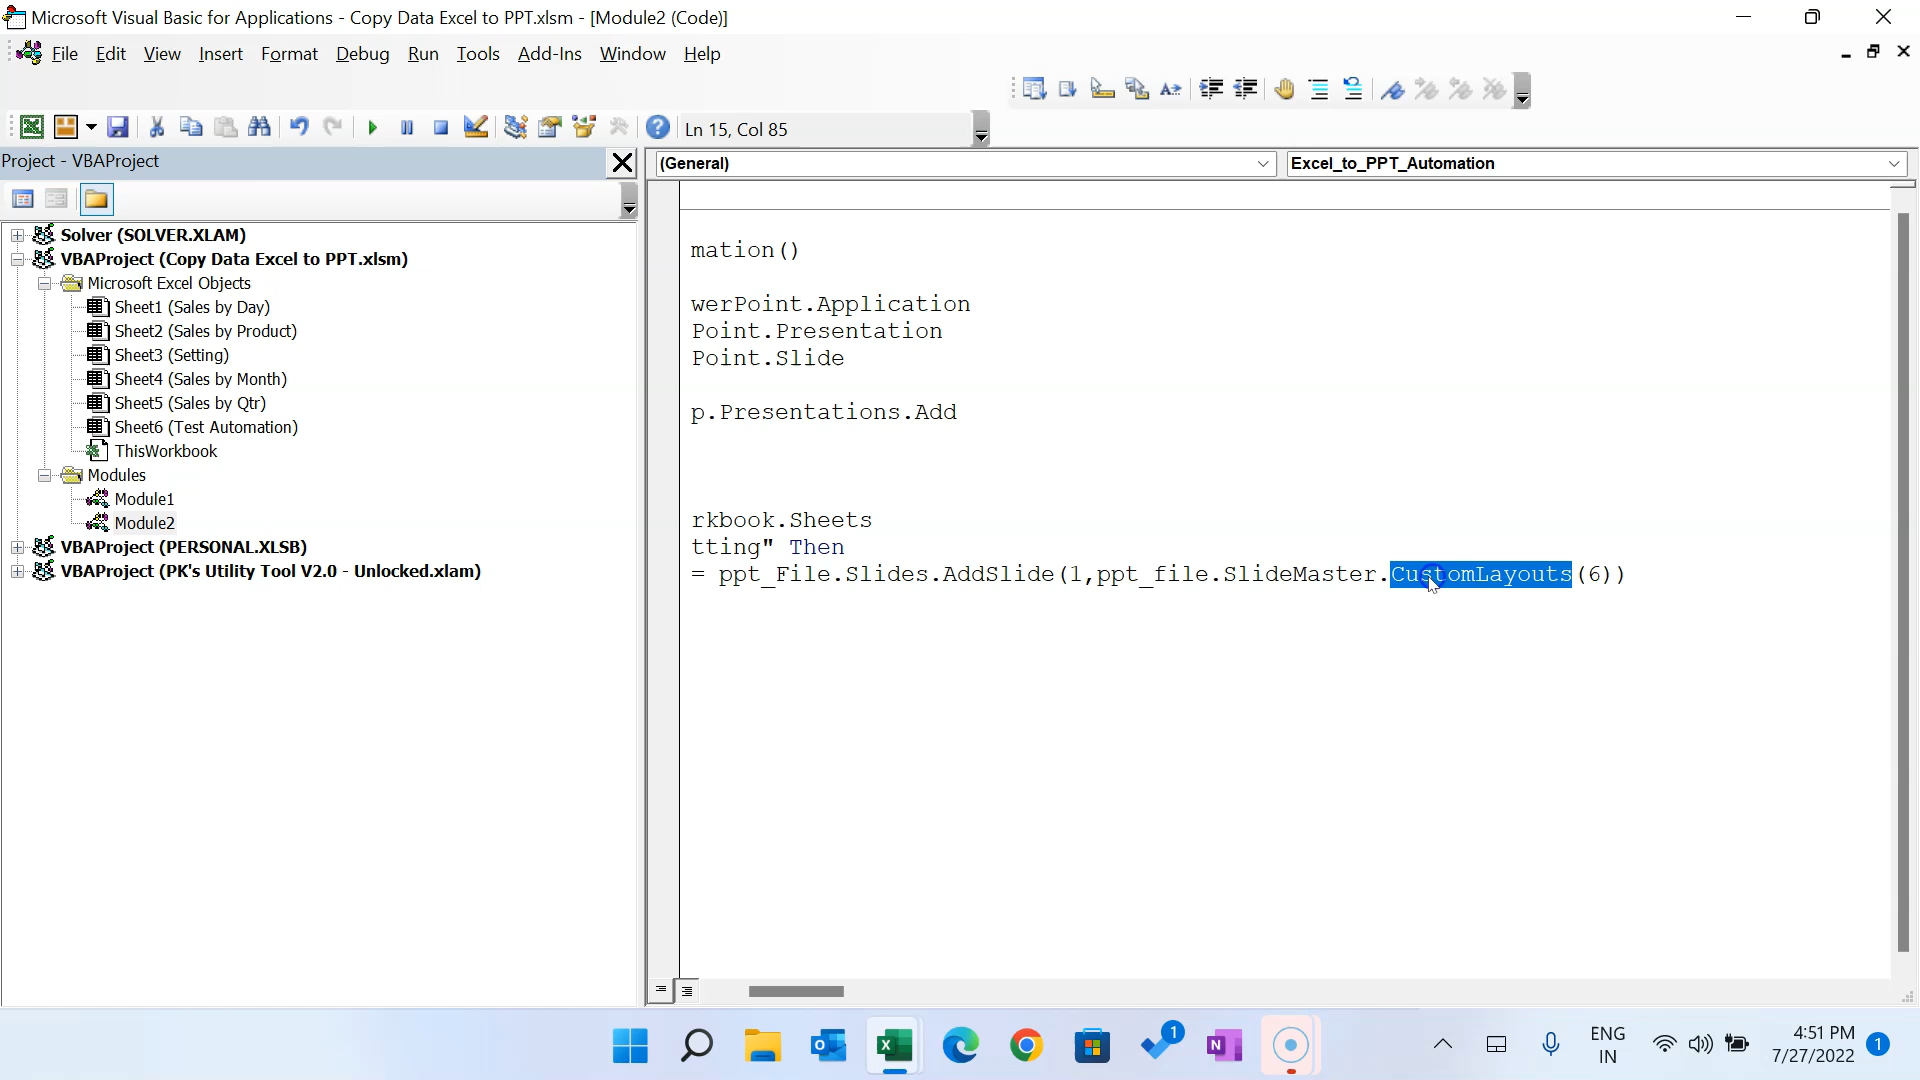 Microsoft Visual Basic for Applications - Copy Data Excel to PPT.xlsm - [Module2 (Code)]
File Edit View Insert Format Debug Run Tools Add-Ins Window Help
Ln 15, Col 85
Project - VBAProject
(General)
Excel_to_PPT_Automation
Solver (SOLVER.XLAM)
VBAProject (Copy Data Excel to PPT.xlsm)
Microsoft Excel Objects
Sheet1 (Sales by Day)
Sheet2 (Sales by Product)
Sheet3 (Setting)
Sheet4 (Sales by Month)
Sheet5 (Sales by Qtr)
Sheet6 (Test Automation)
ThisWorkbook
Modules
Module1
Module2
VBAProject (PERSONAL.XLSB)
VBAProject (PK's Utility Tool V2.0 - Unlocked.xlam)
mation()
werPoint.Application
Point.Presentation
Point.Slide
p.Presentations.Add
rkbook.Sheets
tting" Then
= ppt_File.Slides.AddSlide(1,ppt_file.SlideMaster.CustomLayouts(6))
1
ENG
IN
4:51 PM
7/27/2022
1